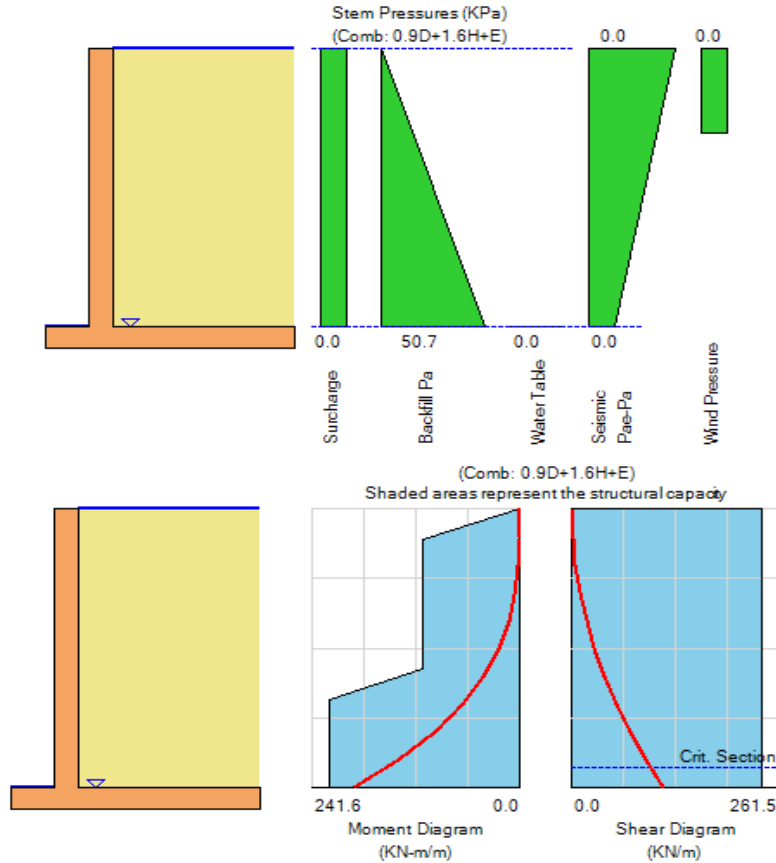 Stem Pressures (KPa)
(Comb: 0.9D+1.6H+E)
0.0
0.0
0.0
50.7
0.0
0.0
Surcharge
Backfill Pa
Water Table
Seismic
Pae-Pa
Wind Pressure
(Comb: 0.9D+1.6H+E)
Shaded areas represent the structural capacity
Crit. Section
241.6
0.0
0.0
261.5
Moment Diagram
(KN-m/m)
Shear Diagram
(KN/m)